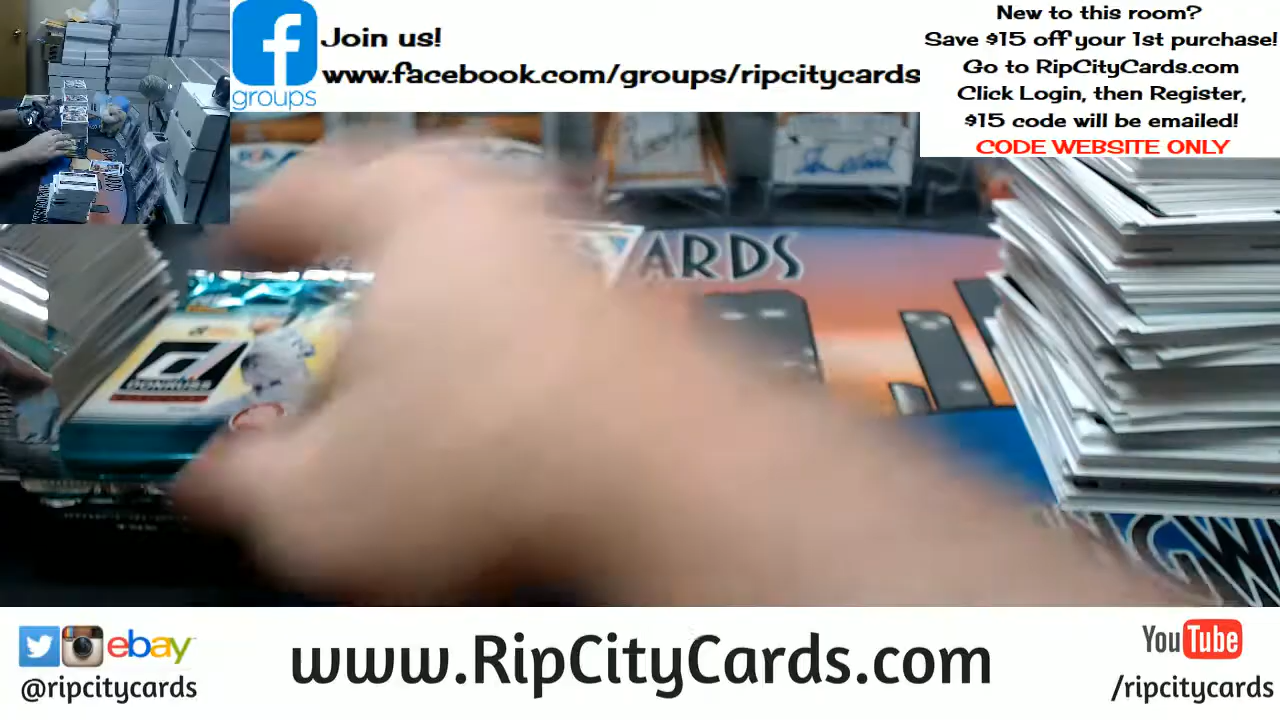 Join us!
www.facebook.com/groups/ripcitycards
groups
New to this room?
Save $15 off your 1st purchase!
Go to RipCityCards.com
Click Login, then Register,
$15 code will be emailed!
CODE WEBSITE ONLY
ARDS
DONRUSS
ebay
@ripcitycards
www.RipCityCards.com
YouTube
/ripcitycards